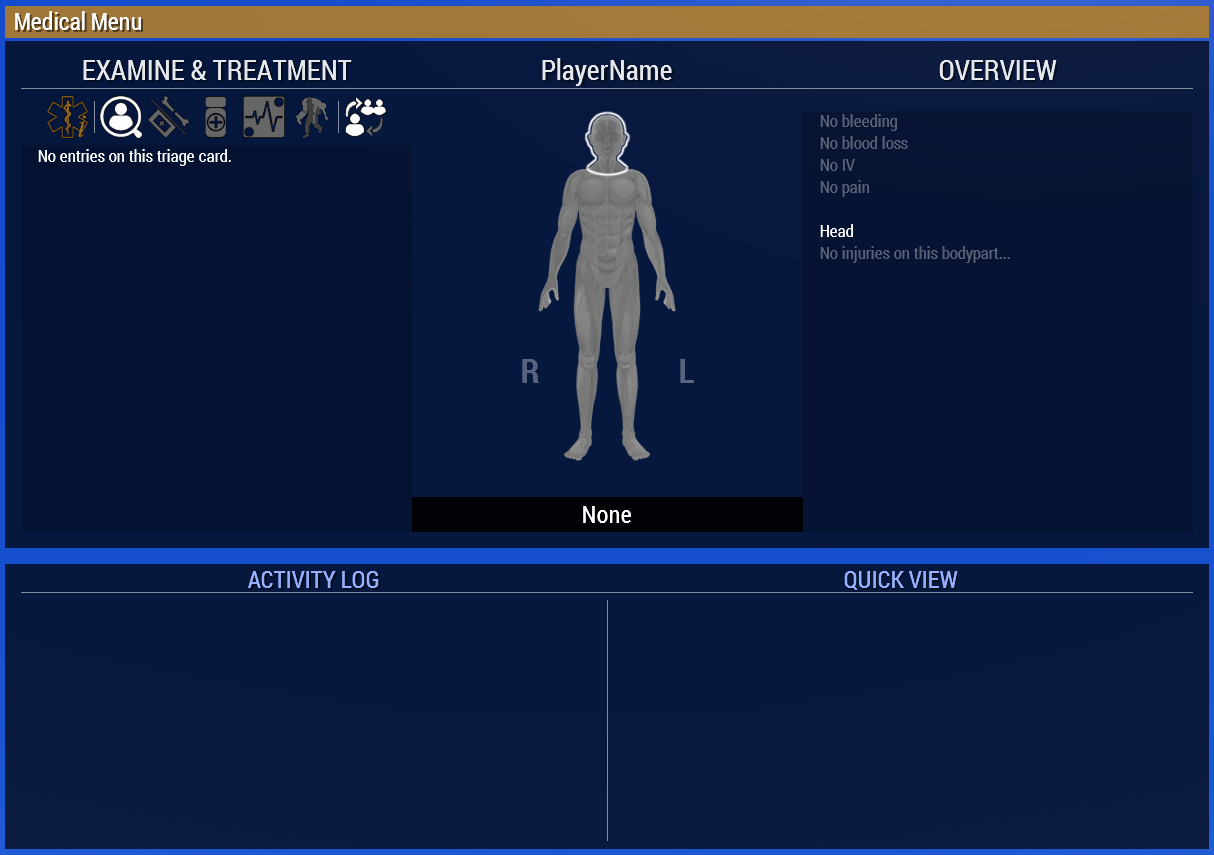 Medical Menu
EXAMINE & TREATMENT
PlayerName
OVERVIEW
No entries on this triage card.
No bleeding
No blood loss
No IV
No pain
Head
No injuries on this bodypart...
R
L
None
ACTIVITY LOG
QUICK VIEW